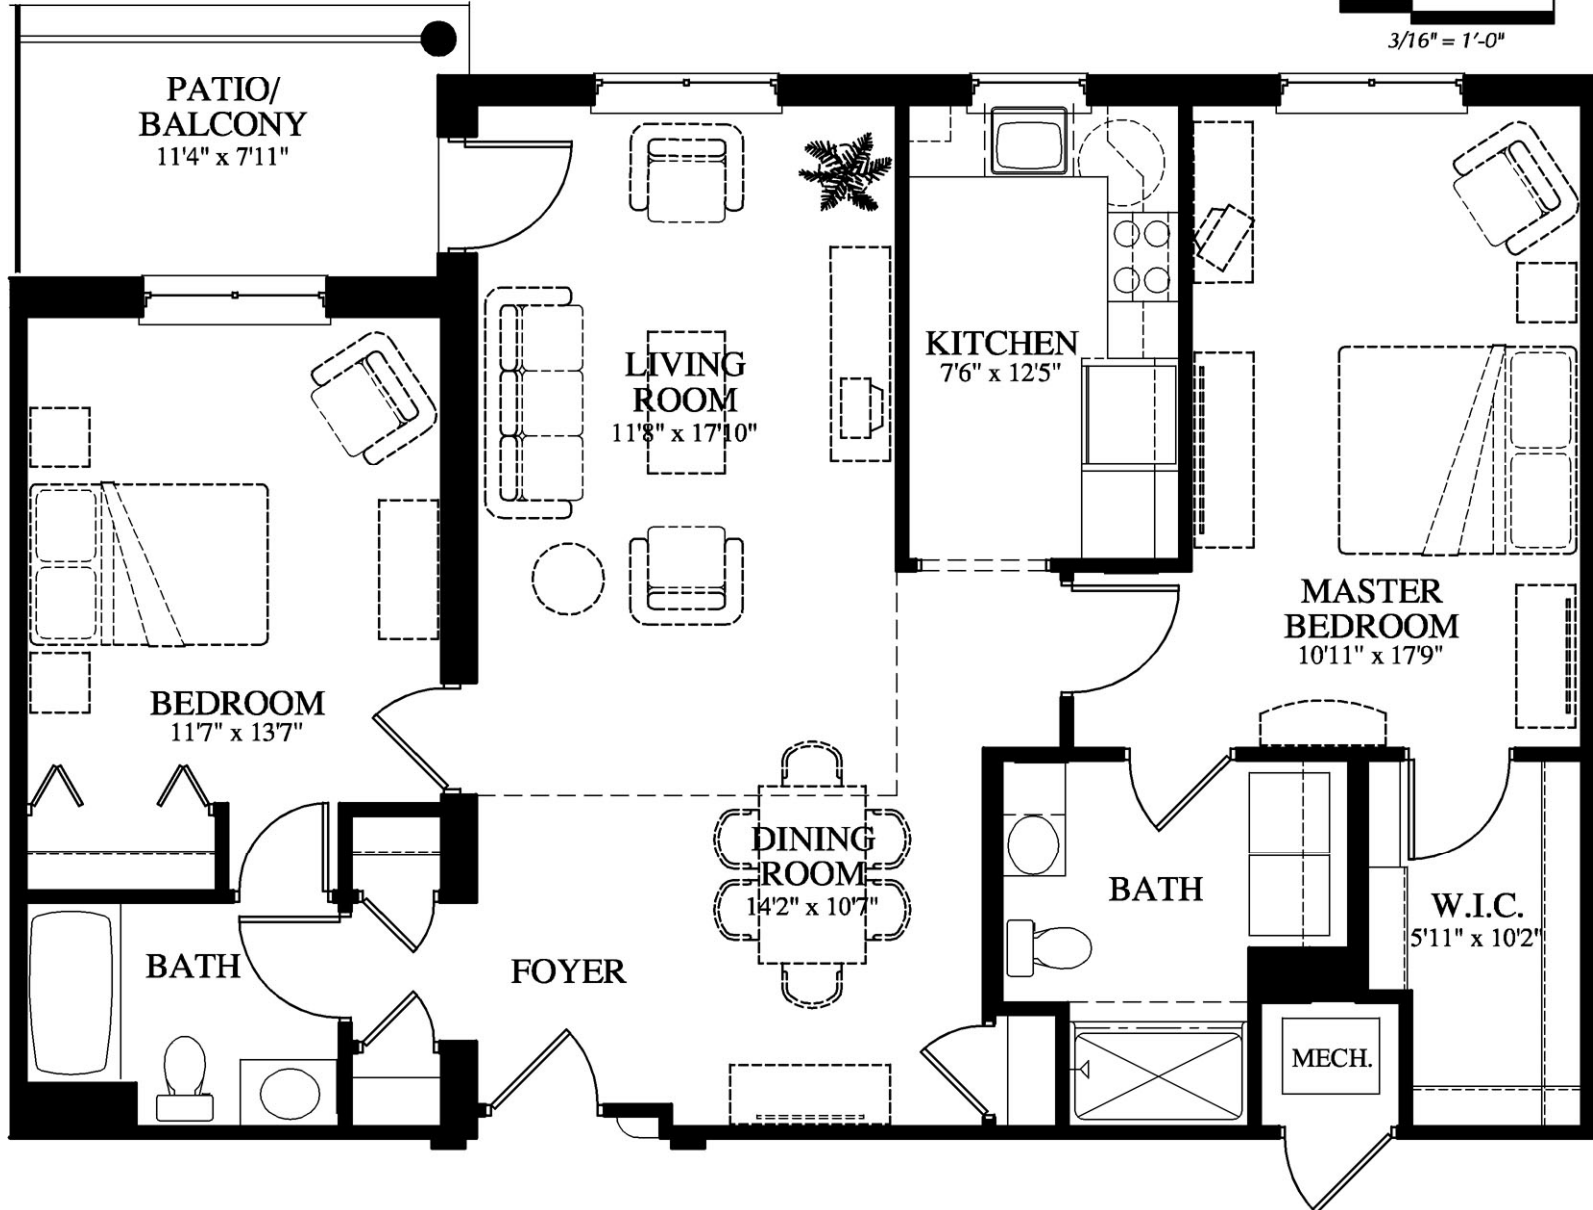 3/16" = 1'-0"
PATIO/
BALCONY
11'4" x 7'11"
LIVING
ROOM
11'8" x 17'10"
KITCHEN
7'6" x 12'5"
MASTER
BEDROOM
10'11" x 17'9"
BEDROOM
11'7" x 13'7"
DINING
ROOM
14'2" x 10'7"
BATH
W.I.C.
5'11" x 10'2"
BATH
FOYER
MECH.